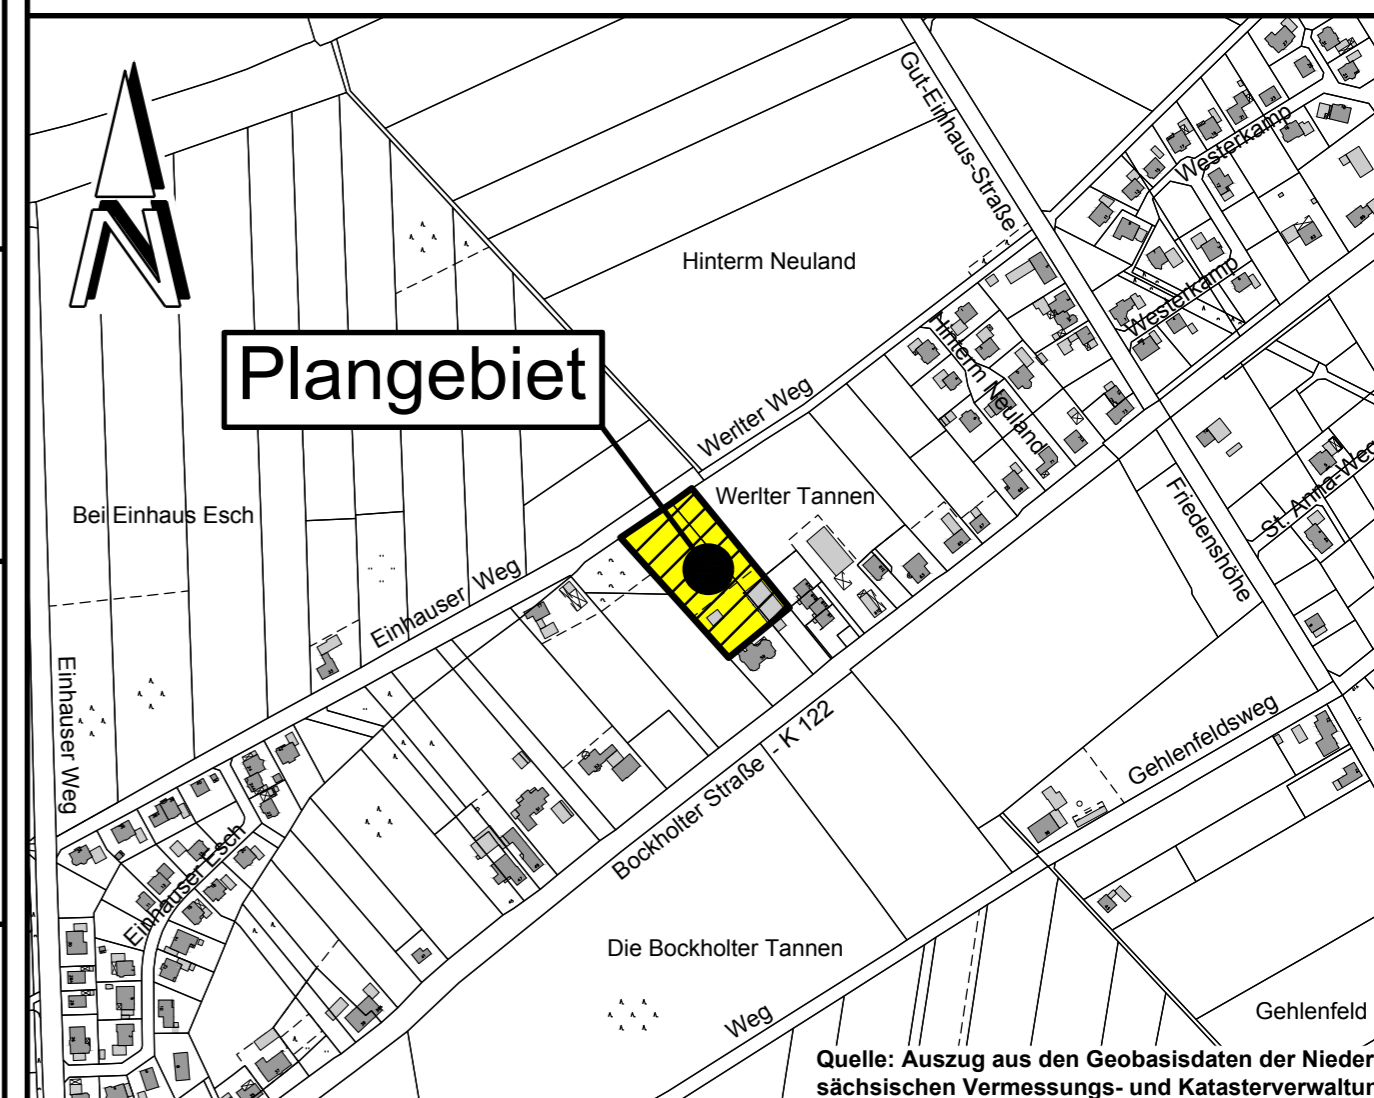 N
Gut-Einhaus-Straße
Westerkamp
Hinterm Neuland
Westerkamp
Plangebiet
Hinterm Neuland
Werlter Weg
Werlter Tannen
Bei Einhaus Esch
St. Anna-Weg
Friedenshöhe
Einhauser Weg
Einhauser Weg
Gehlenfeldsweg
Bockholter Straße - K 122
Einhauser Esch
Die Bockholter Tannen
Weg
Gehlenfeld
Quelle: Auszug aus den Geobasisdaten der Nieder
sächsischen Vermessungs- und Katasterverwaltun